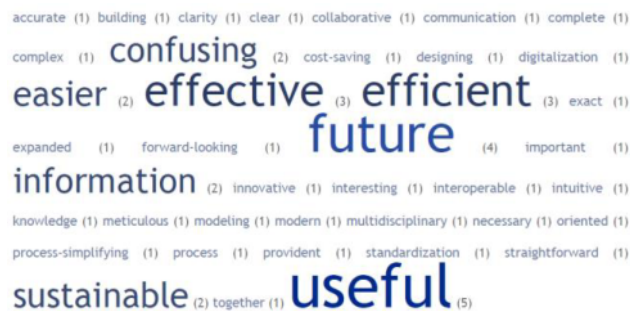 accurate (1) building (1) clarity (1) clear (1) collaborative (1) communication (1) complete (1)
complex (1) confusing (2) cost-saving (1) designing (1) digitalization (1)
easier (2) effective (3) efficient (3) exact (1)
expanded (1) forward-looking (1) future (4) important (1)
information (2) innovative (1) interesting (1) interoperable (1) intuitive (1)
knowledge (1) meticulous (1) modeling (1) modern (1) multidisciplinary (1) necessary (1) oriented (1)
process-simplifying (1) process (1) provident (1) standardization (1) straightforward (1)
sustainable (2) together (1) useful (5)